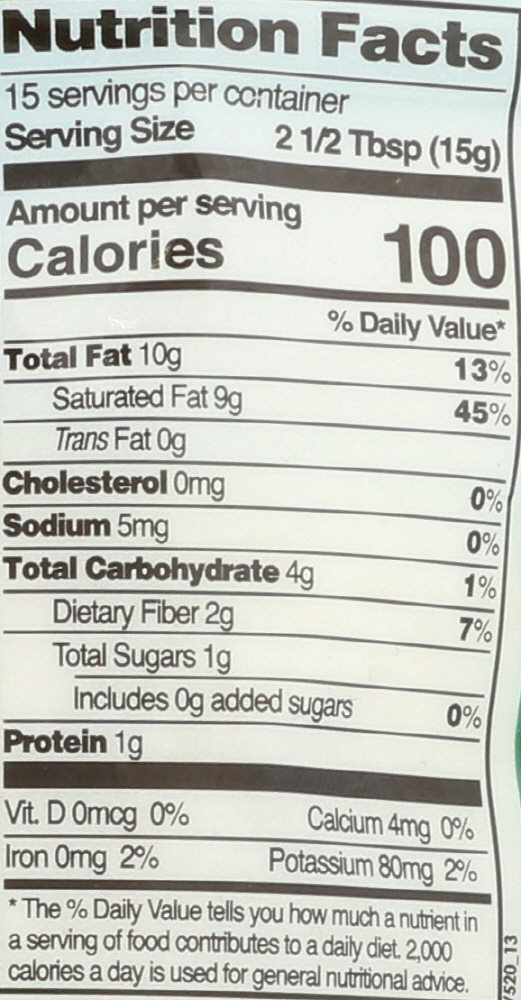 Nutrition Facts
15 servings per container
Serving Size 2 1/2 Tbsp (15g)
Amount per serving
Calories 100
% Daily Value*
Total Fat 10g 13%
Saturated Fat 9g 45%
Trans Fat 0g
Cholesterol 0mg 0%
Sodium 5mg 0%
Total Carbohydrate 4g 1%
Dietary Fiber 2g 7%
Total Sugars 1g
Includes 0g added sugars 0%
Protein 1g
Vit. D 0mcg 0% Calcium 4mg 0%
Iron 0mg 2% Potassium 80mg 2%
* The % Daily Value tells you how much a nutrient in
a serving of food contributes to a daily diet. 2,000
calories a day is used for general nutritional advice.
520_13